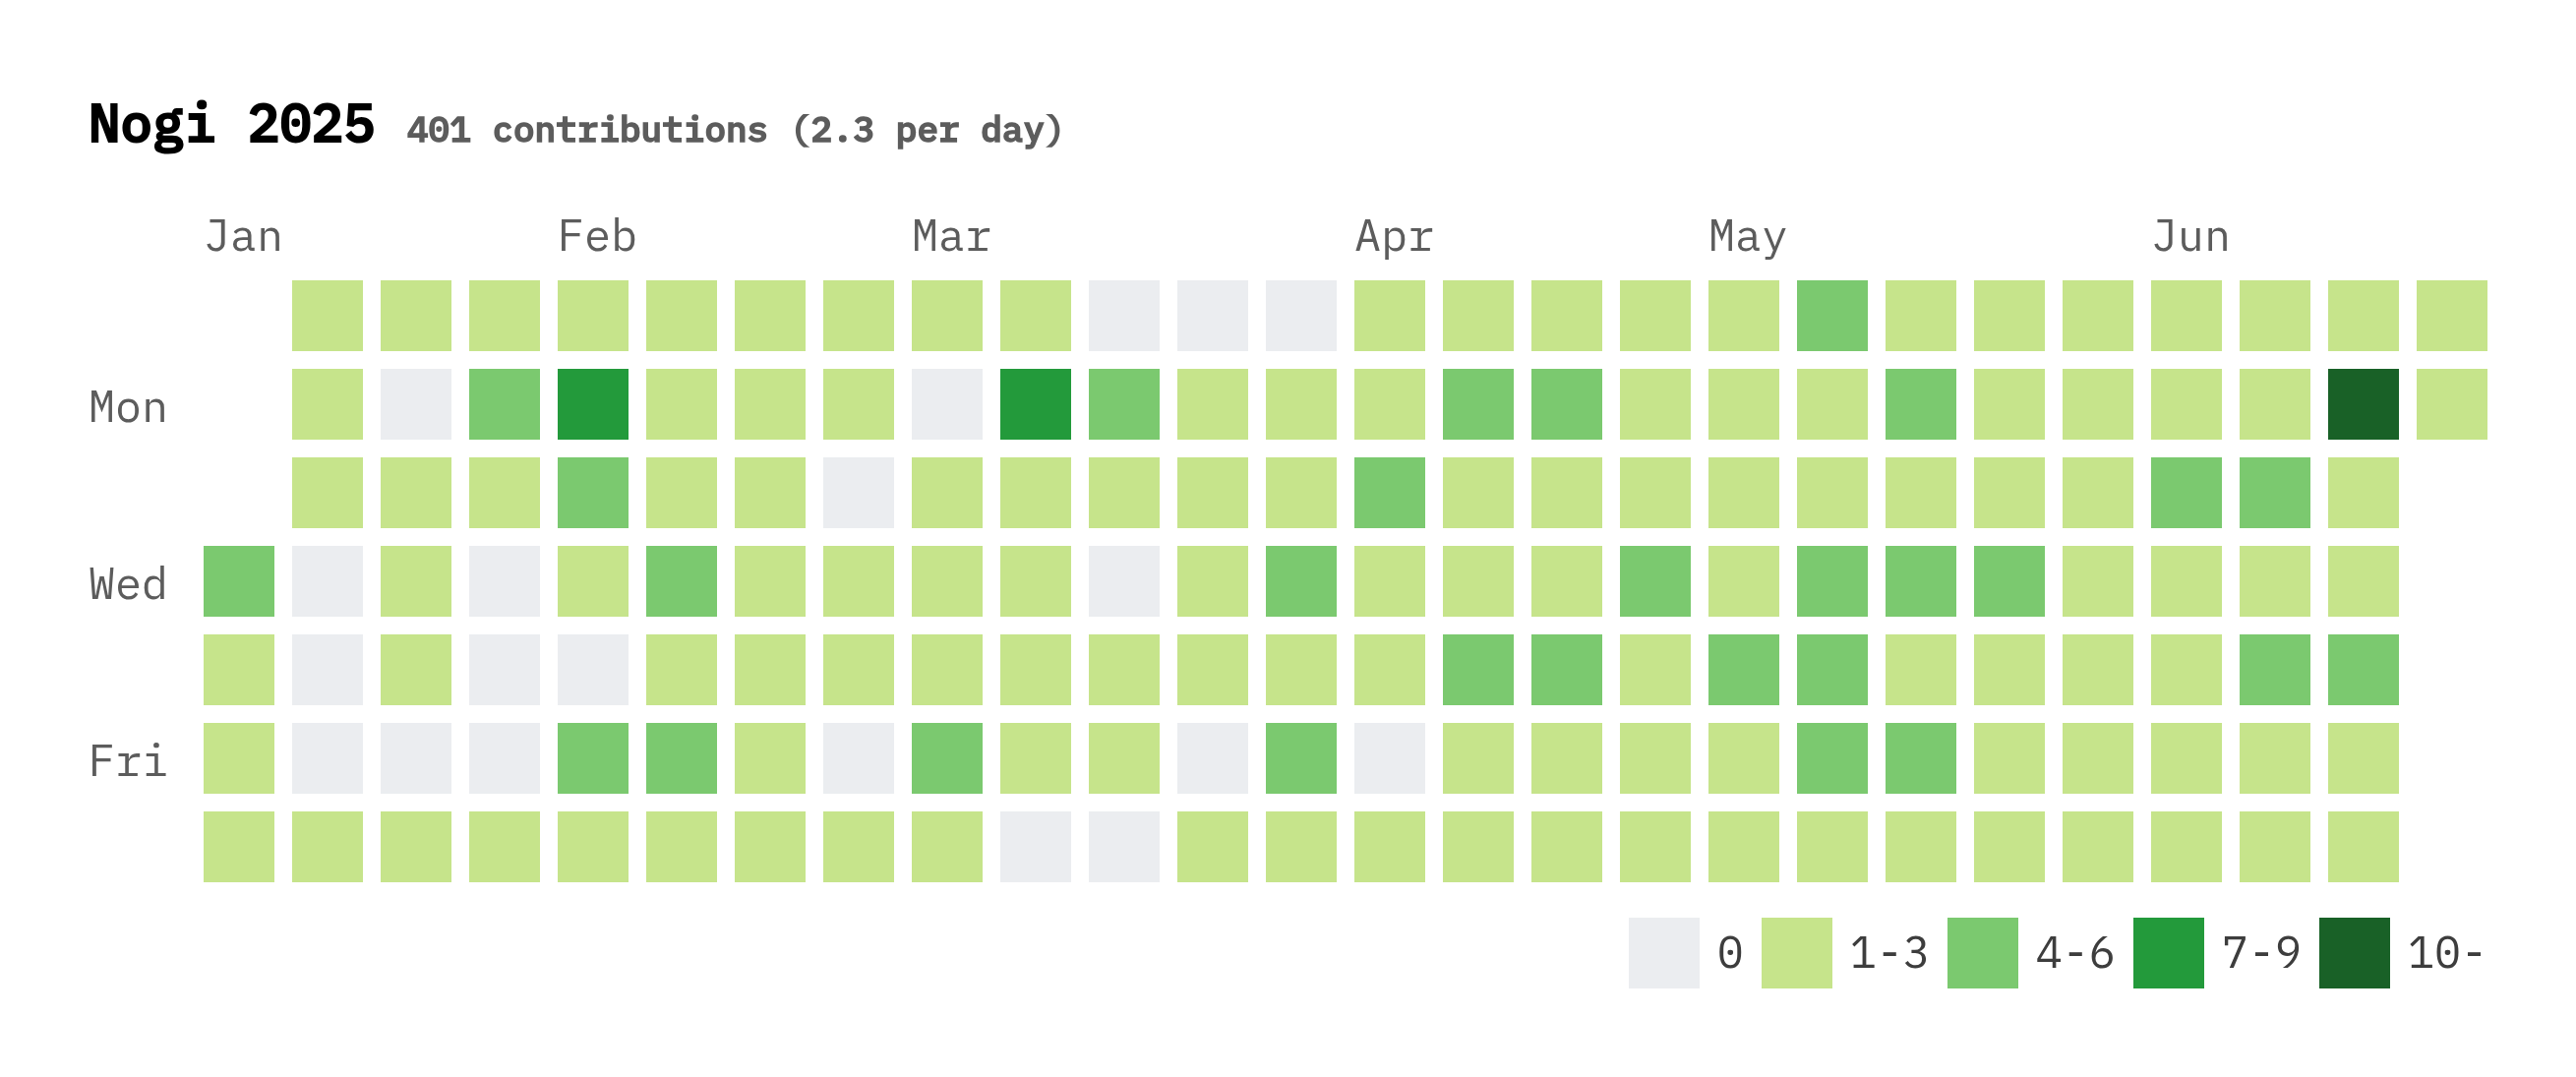 Nogi 2025 401 contributions (2.3 per day)
Jan Feb Mar Apr May Jun
Mon
Wed
Fri
0 1-3 4-6 7-9 10-